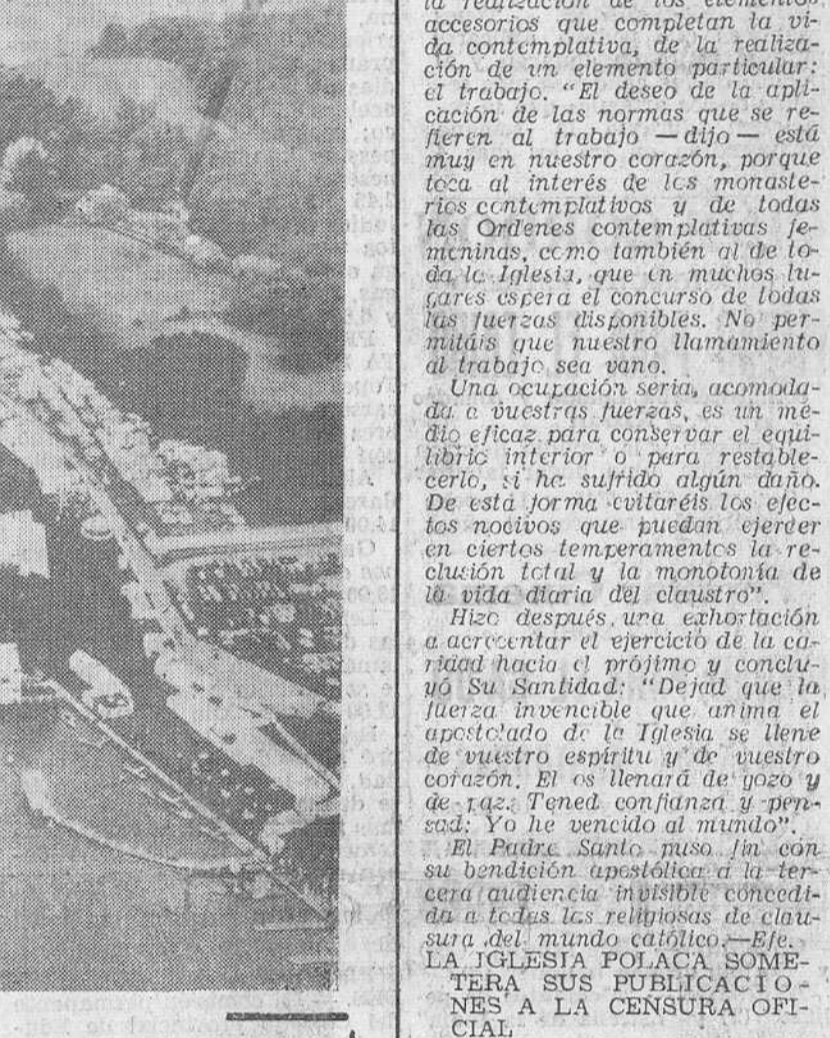 la realización de los elementos
accesorios que completan la vi-
da contemplativa, de la realiza-
ción de un elemento particular:
el trabajo. “El deseo de la apli-
cación de las normas que se re-
fieren al trabajo —dijo— está
muy en nuestro corazón, porque
toca al interés de los monaste-
rios contemplativos y de todas
las Ordenes contemplativas fe-
meninas, como también al de to-
da la Iglesia, que en muchos lu-
gares espera el concurso de todas
las fuerzas disponibles. No per-
mitáis que nuestro llamamiento
al trabajo sea vano.
Una ocupación seria, acomoda-
da a vuestras fuerzas, es un me-
dio eficaz para conservar el equi-
librio interior o para restable-
cerlo, si ha sufrido algún daño.
De esta forma evitaréis los efec-
tos nocivos que puedan ejercer
en ciertos temperamentos la re-
clusión total y la monotonía de
la vida diaria del claustro”.
Hizo después una exhortación
a acrecentar el ejercicio de la ca-
ridad hacia el prójimo y conclu-
yó Su Santidad: “Dejad que la
fuerza invencible que anima el
apostolado de la Iglesia se lleve
de vuestro espíritu y de vuestro
corazón. El os llenará de gozo y
de paz. Tened confianza y pen-
sad: Yo he vencido al mundo”.
El Padre Santo puso fin con
su bendición apostólica a la ter-
cera audiencia invisible concedi-
da a todas las religiosas de clau-
sura del mundo católico.—Efe.
LA IGLESIA POLACA SOME-
TERA SUS PUBLICACIO-
NES A LA CENSURA OFI-
CIAL